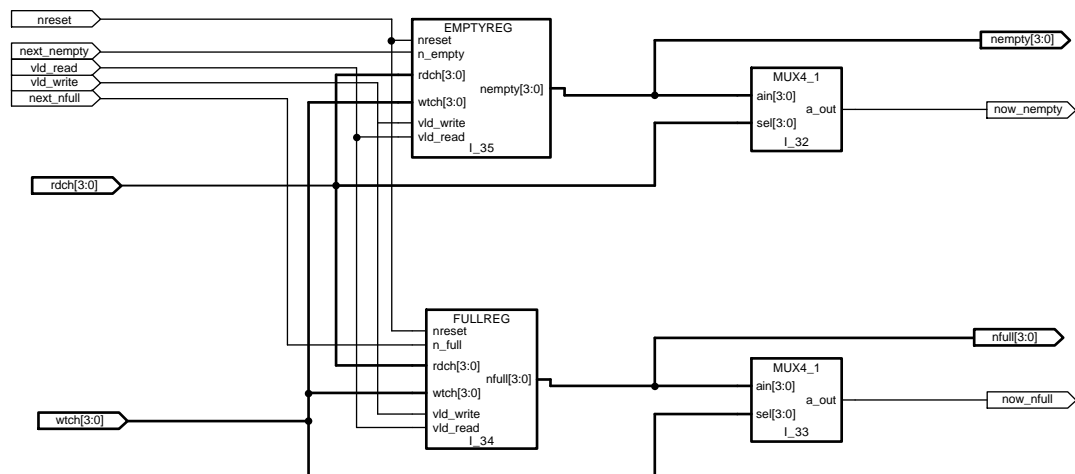 nreset
next_nempty
vld_read
vld_write
next_nfull
rdch[3:0]
wtch[3:0]
EMPTYREG
nreset
n_empty
rdch[3:0]
nempty[3:0]
wtch[3:0]
vld_write
vld_read
I_35
MUX4_1
ain[3:0]
a_out
sel[3:0]
I_32
nempty[3:0]
now_nempty
FULLREG
nreset
n_full
rdch[3:0]
nfull[3:0]
wtch[3:0]
vld_write
vld_read
I_34
MUX4_1
ain[3:0]
a_out
sel[3:0]
I_33
nfull[3:0]
now_nfull